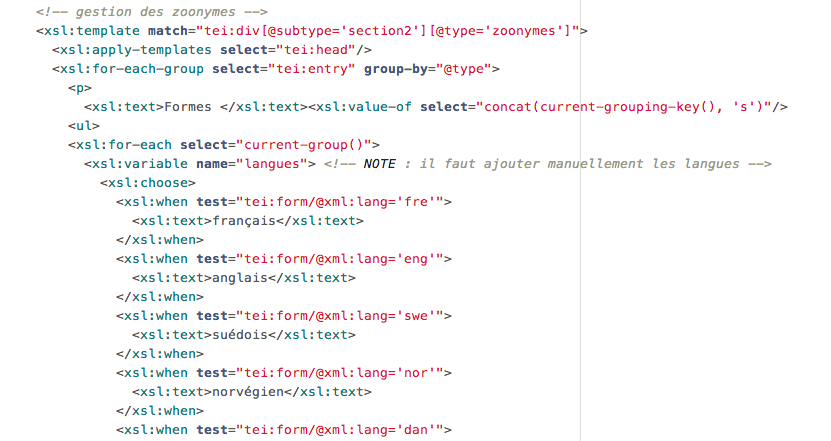 <!-- gestion des zoonymes -->
<xsl:template match="tei:div[@subtype='section2'][@type='zoonymes']">
<xsl:apply-templates select="tei:head"/>
<xsl:for-each-group select="tei:entry" group-by="@type">
<p>
<xsl:text>Formes </xsl:text><xsl:value-of select="concat(current-grouping-key(), 's')"/>
<ul>
<xsl:for-each select="current-group()">
<xsl:variable name="langues"> <!-- NOTE : il faut ajouter manuellement les langues -->
<xsl:choose>
<xsl:when test="tei:form/@xml:lang='fre'">
<xsl:text>français</xsl:text>
</xsl:when>
<xsl:when test="tei:form/@xml:lang='eng'">
<xsl:text>anglais</xsl:text>
</xsl:when>
<xsl:when test="tei:form/@xml:lang='swe'">
<xsl:text>suédois</xsl:text>
</xsl:when>
<xsl:when test="tei:form/@xml:lang='nor'">
<xsl:text>norvégien</xsl:text>
</xsl:when>
<xsl:when test="tei:form/@xml:lang='dan'">